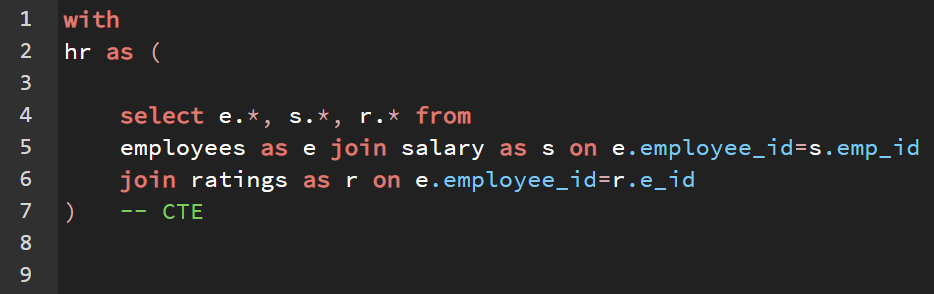 1 with
2 hr as (
3
4 select e.*, s.*, r.* from
5 employees as e join salary as s on e.employee_id=s.emp_id
6 join ratings as r on e.employee_id=r.e_id
7 ) -- CTE
8
9